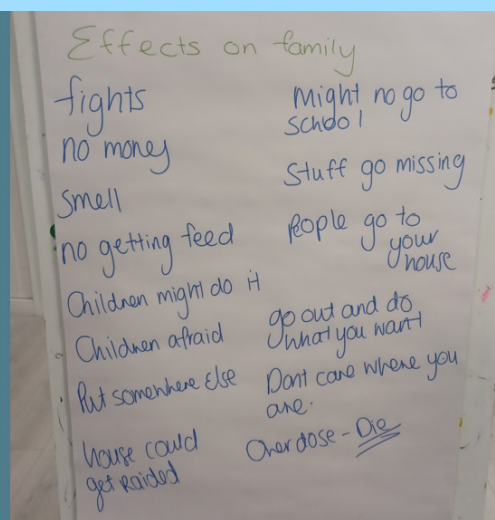 Effects on family
fights
no money
smell
no getting feed
Children might do it
Children afraid
Put somewhere else
house could
get raided
Might no go to
school
Stuff go missing
People go to
your
house
go out and do
what you want
Dont care where you
are.
Overdose - Die